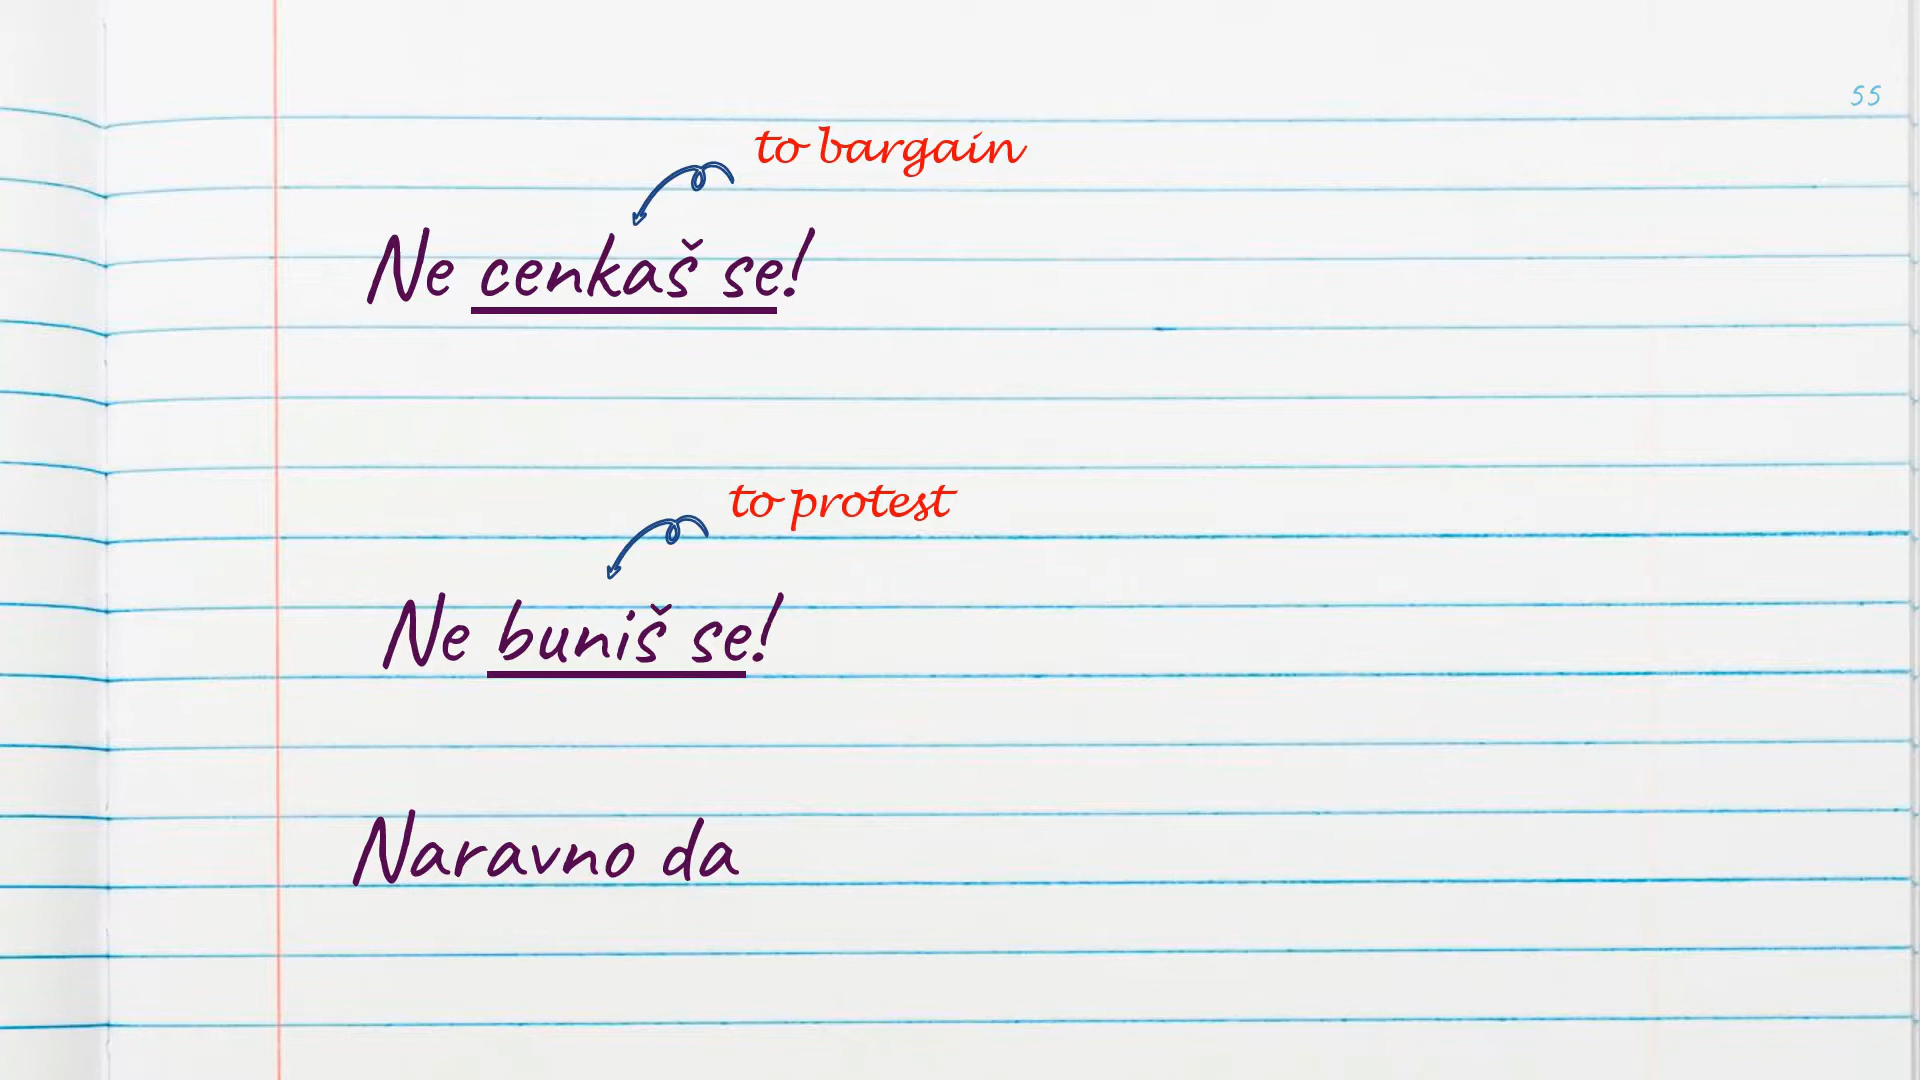 55
to bargain
Ne cenkaš se!
to protest
Ne buniš se!
Naravno da